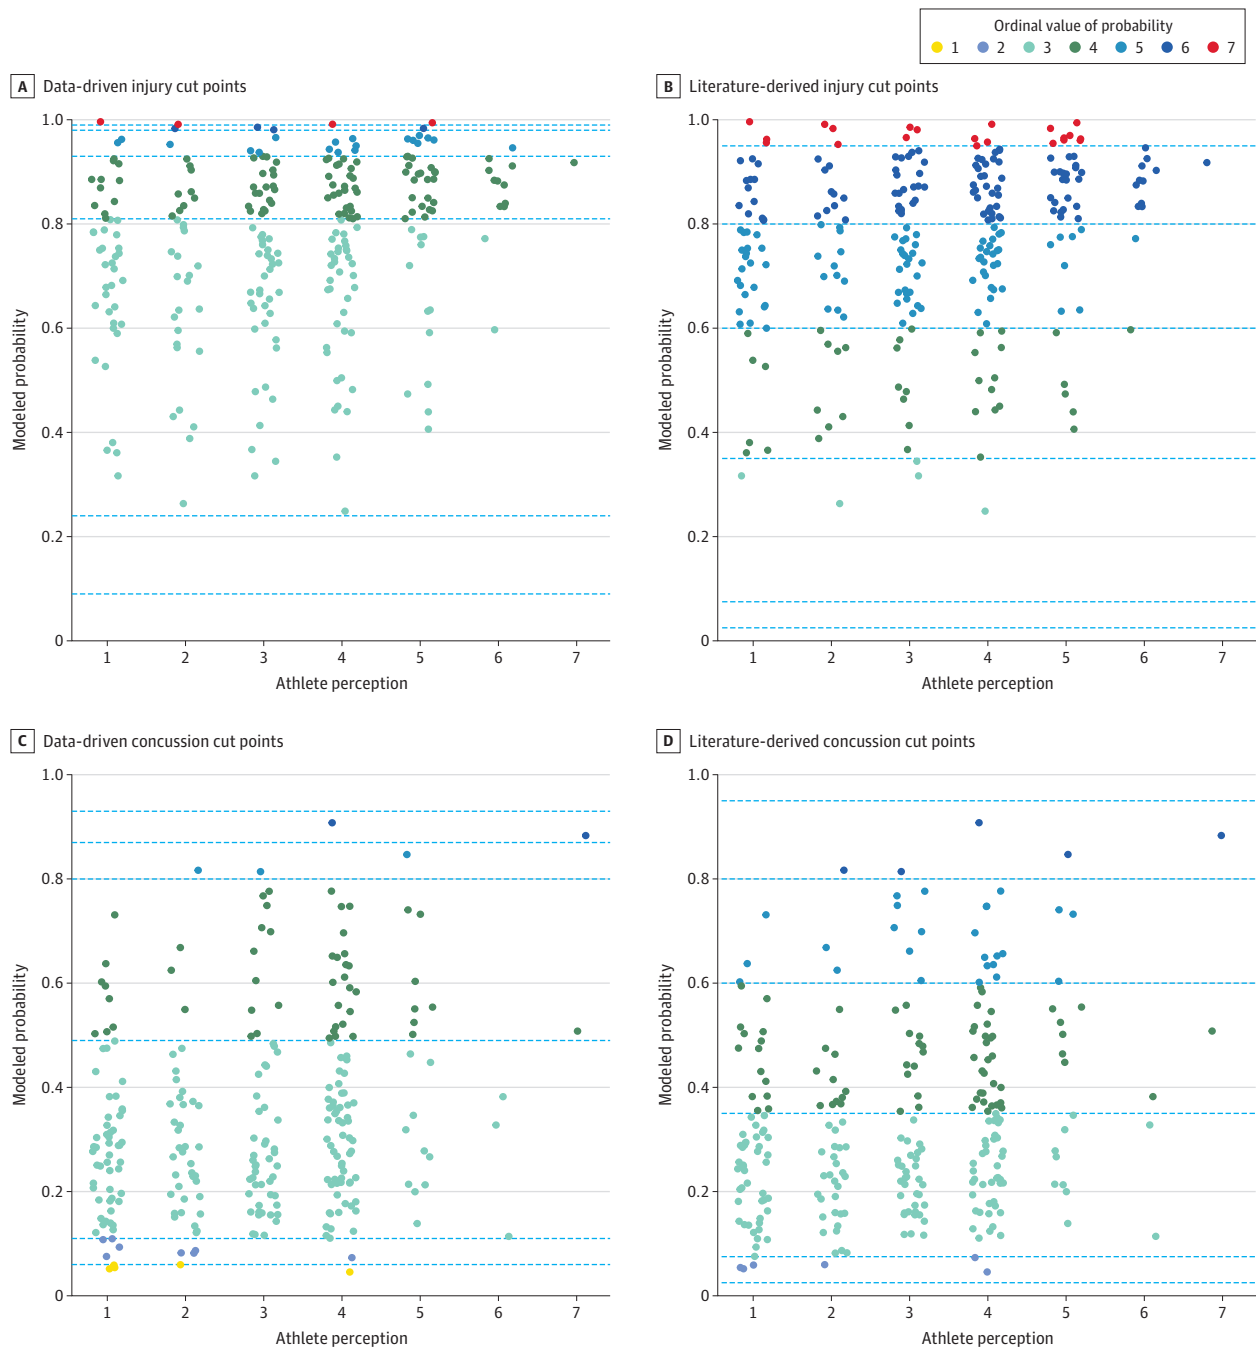 Ordinal value of probability
1 2 3 4 5 6 7
A Data-driven injury cut points
1.0
0.8
0.6
0.4
0.2
0
Modeled probability
1 2 3 4 5 6 7
Athlete perception
B Literature-derived injury cut points
1.0
0.8
0.6
0.4
0.2
0
Modeled probability
1 2 3 4 5 6 7
Athlete perception
C Data-driven concussion cut points
1.0
0.8
0.6
0.4
0.2
0
Modeled probability
1 2 3 4 5 6 7
Athlete perception
D Literature-derived concussion cut points
1.0
0.8
0.6
0.4
0.2
0
Modeled probability
1 2 3 4 5 6 7
Athlete perception